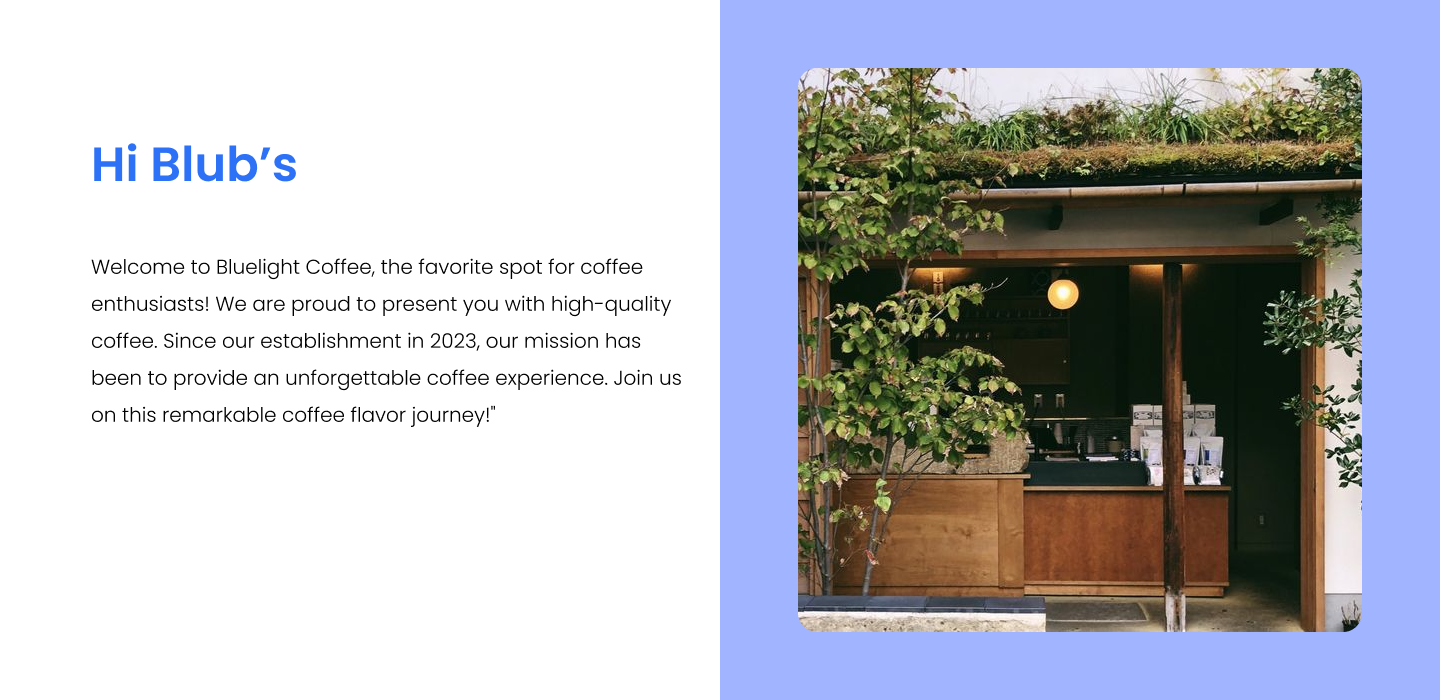 Hi Blub’s
Welcome to Bluelight Coffee, the favorite spot for coffee
enthusiasts! We are proud to present you with high-quality
coffee. Since our establishment in 2023, our mission has
been to provide an unforgettable coffee experience. Join us
on this remarkable coffee flavor journey!"